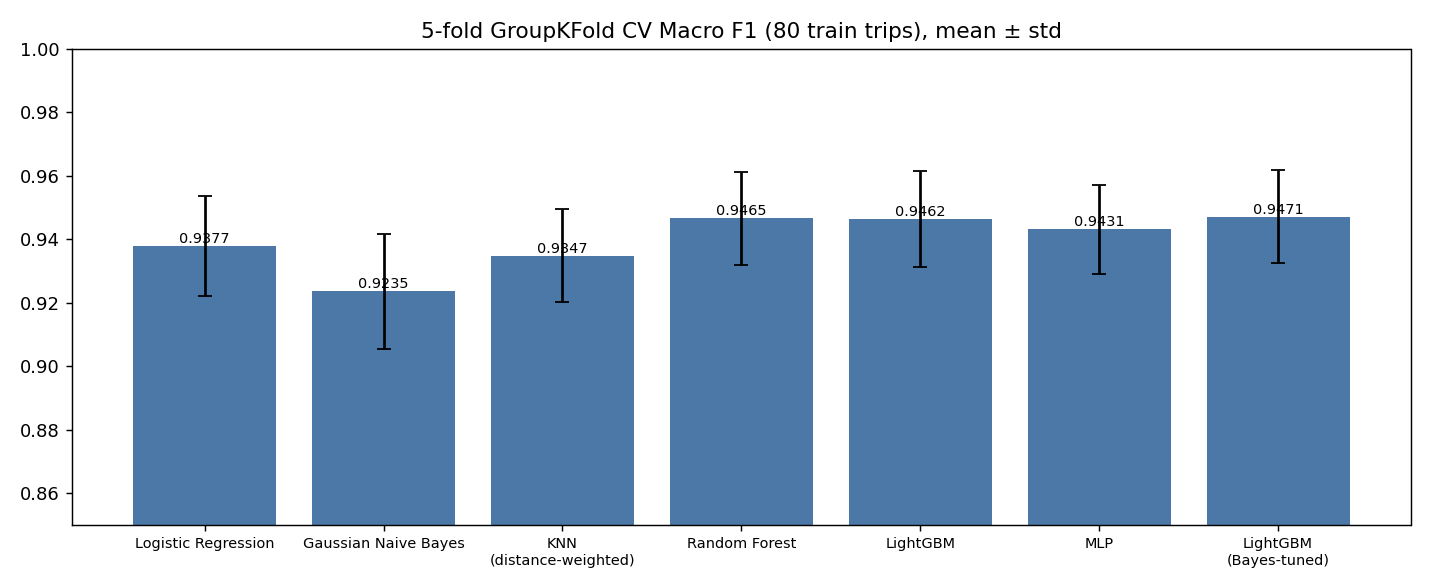 5-fold GroupKFold CV Macro F1 (80 train trips), mean ± std
1.00
0.98
0.96
0.94
0.92
0.90
0.88
0.86
0.9377
0.9235
0.9347
0.9465
0.9462
0.9431
0.9471
Logistic Regression
Gaussian Naive Bayes
KNN
(distance-weighted)
Random Forest
LightGBM
MLP
LightGBM
(Bayes-tuned)